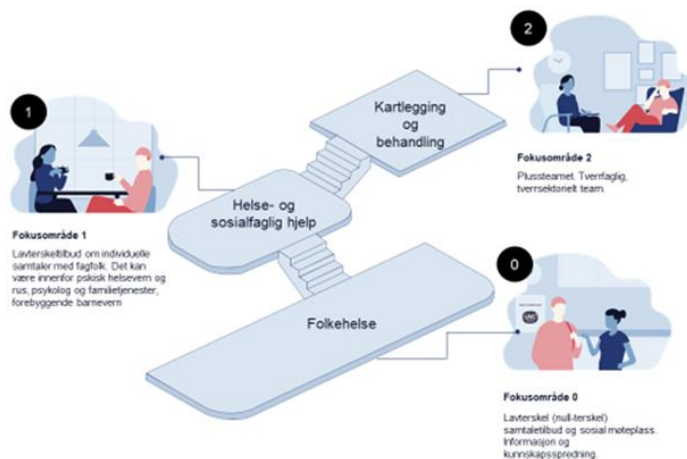 2
Kartlegging
og
behandling
Fokusområde 2
Plussteamet. Tverrfaglig,
tverrsektorielt team.
1
Helse- og
sosialfaglig hjelp
Fokusområde 1
Lavterskeltilbud om individuelle
samtaler med fagfolk. Det kan
være innenfor pskisk helsevern og
rus, psykolog og familietjenester,
forebyggende barnevern
0
Folkehelse
Fokusområde 0
Lavterskel (null-terskel)
samtaletilbud og sosial møteplass.
Informasjon og
kunnskapsspredning.